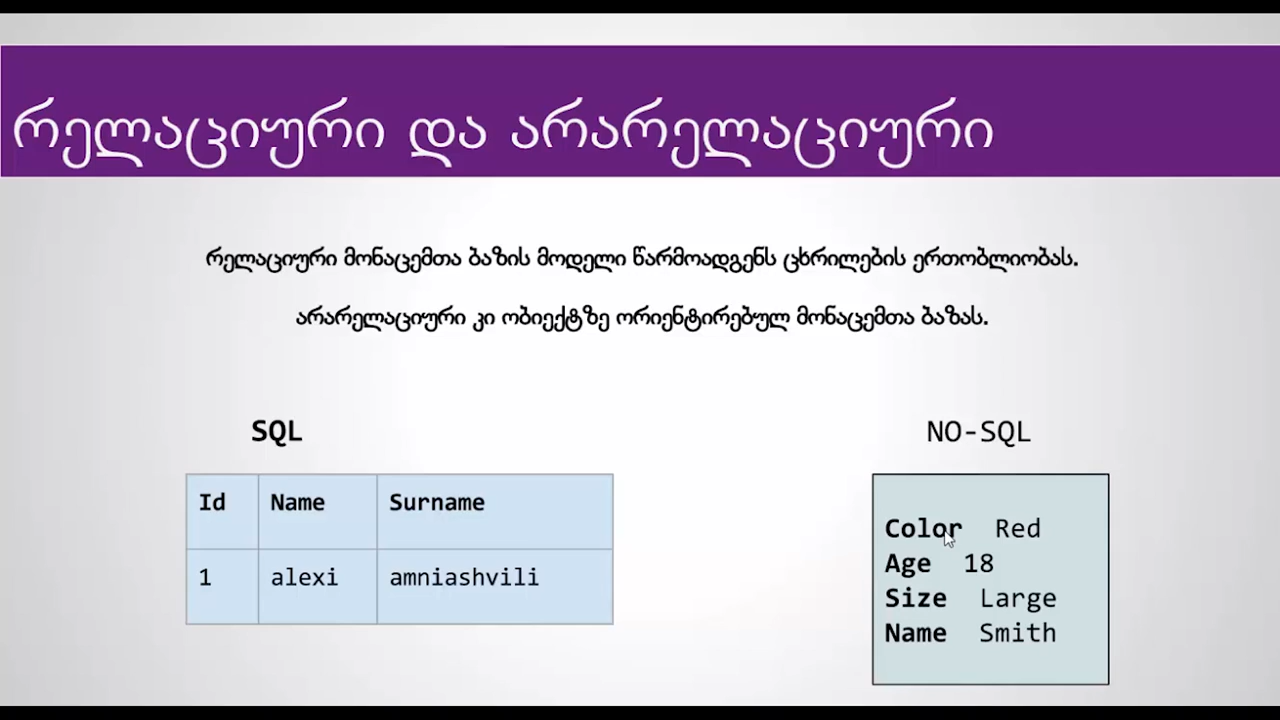 რელაციური და არარელაციური
რელაციური მონაცემთა ბაზის მოდელი წარმოადგენს ცხრილების ერთობლიობას.
არარელაციური კი ობიექტზე ორიენტირებულ მონაცემთა ბაზას.
SQL
Id Name Surname
1 alexi amniashvili
NO-SQL
Color Red
Age 18
Size Large
Name Smith